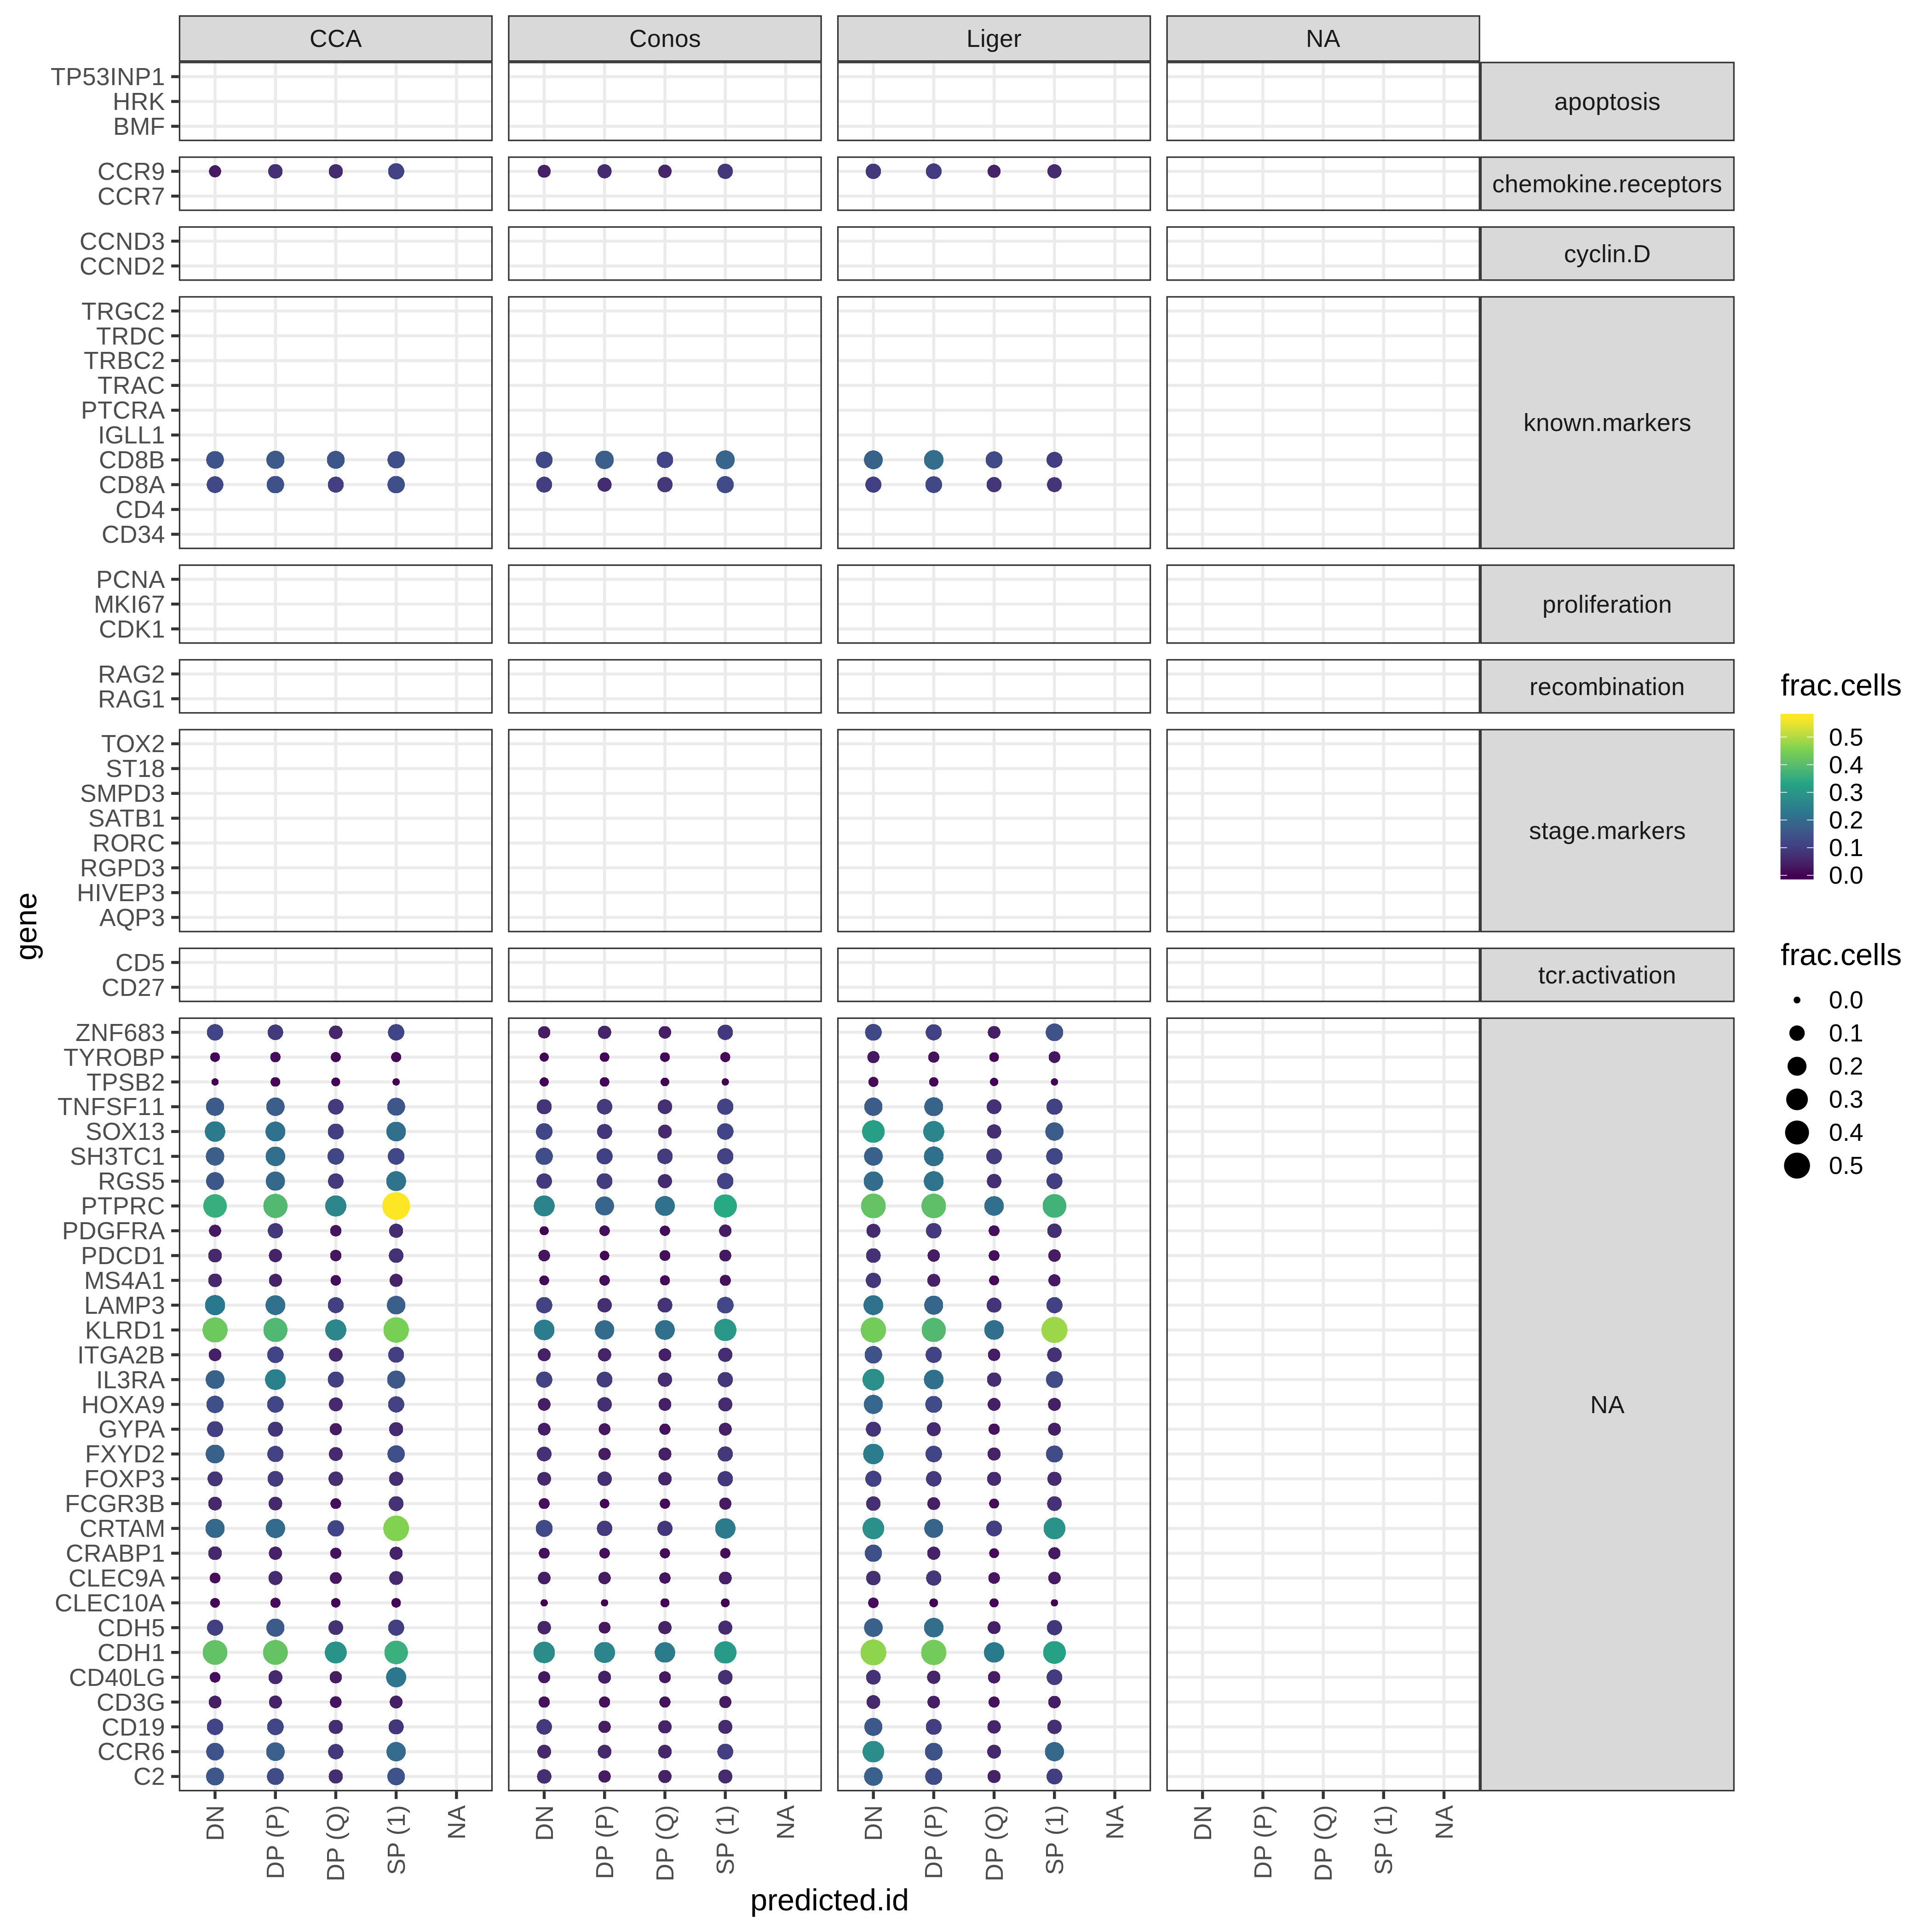 CCA Conos Liger NA
TP53INP1
HRK
BMF
apoptosis
CCR9
CCR7
chemokine.receptors
CCND3
CCND2
cyclin.D
TRGC2
TRDC
TRBC2
TRAC
PTCRA
IGLL1
CD8B
CD8A
CD4
CD34
known.markers
PCNA
MKI67
CDK1
proliferation
RAG2
RAG1
recombination
TOX2
ST18
SMPD3
SATB1
RORC
RGPD3
HIVEP3
AQP3
stage.markers
CD5
CD27
tcr.activation
ZNF683
TYROBP
TPSB2
TNFSF11
SOX13
SH3TC1
RGS5
PTPRC
PDGFRA
PDCD1
MS4A1
LAMP3
KLRD1
ITGA2B
IL3RA
HOXA9
GYPA
FXYD2
FOXP3
FCGR3B
CRTAM
CRABP1
CLEC9A
CLEC10A
CDH5
CDH1
CD40LG
CD3G
CD19
CCR6
C2
NA
gene
DN DP (P) DP (Q) SP (1) NA DN DP (P) DP (Q) SP (1) NA DN DP (P) DP (Q) SP (1) NA DN DP (P) DP (Q) SP (1) NA
predicted.id
frac.cells
0.5
0.4
0.3
0.2
0.1
0.0
frac.cells
0.0
0.1
0.2
0.3
0.4
0.5